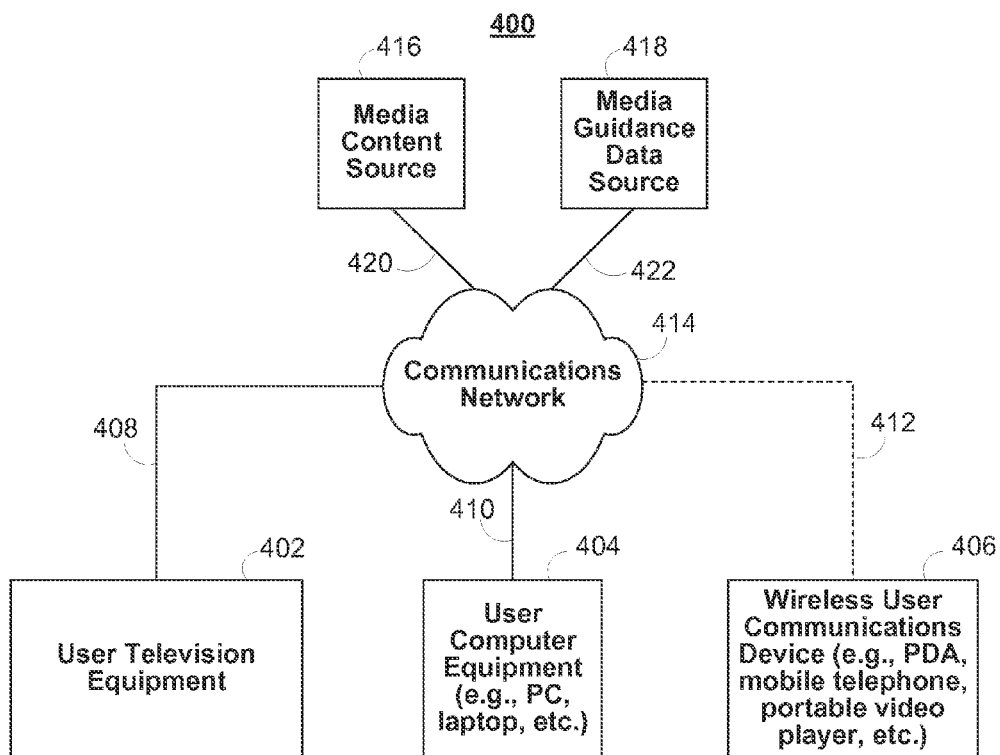 400
416
418
Media
Content
Source
Media
Guidance
Data
Source
420
422
414
Communications
Network
408
412
410
402
404
406
User Television
Equipment
User
Computer
Equipment
(e.g., PC,
laptop, etc.)
Wireless User
Communications
Device (e.g., PDA,
mobile telephone,
portable video
player, etc.)